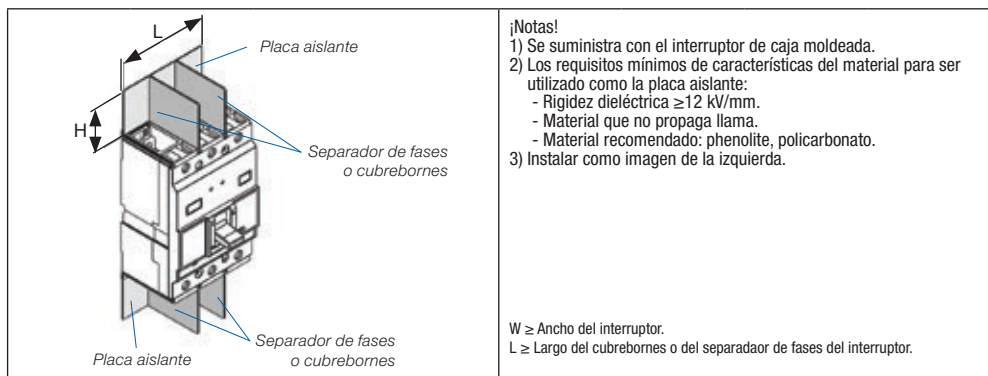 L
Placa aislante
H
Separador de fases
o cubrebornes
Separador de fases
o cubrebornes
Placa aislante
¡Notas!
1) Se suministra con el interruptor de caja moldeada.
2) Los requisitos mínimos de características del material para ser
utilizado como la placa aislante:
- Rigidez dieléctrica ≥12 kV/mm.
- Material que no propaga llama.
- Material recomendado: phenolite, policarbonato.
3) Instalar como imagen de la izquierda.
W ≥ Ancho del interruptor.
L ≥ Largo del cubrebornes o del separadaor de fases del interruptor.